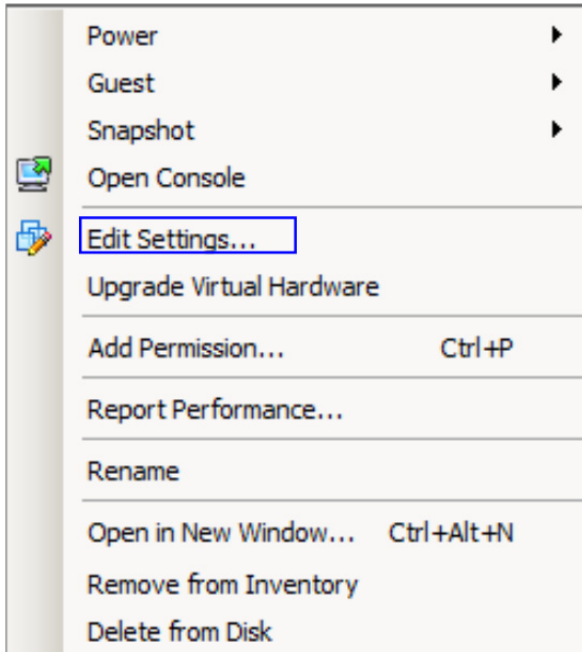 Power
Guest
Snapshot
Open Console
Edit Settings...
Upgrade Virtual Hardware
Add Permission... Ctrl+P
Report Performance...
Rename
Open in New Window... Ctrl+Alt+N
Remove from Inventory
Delete from Disk